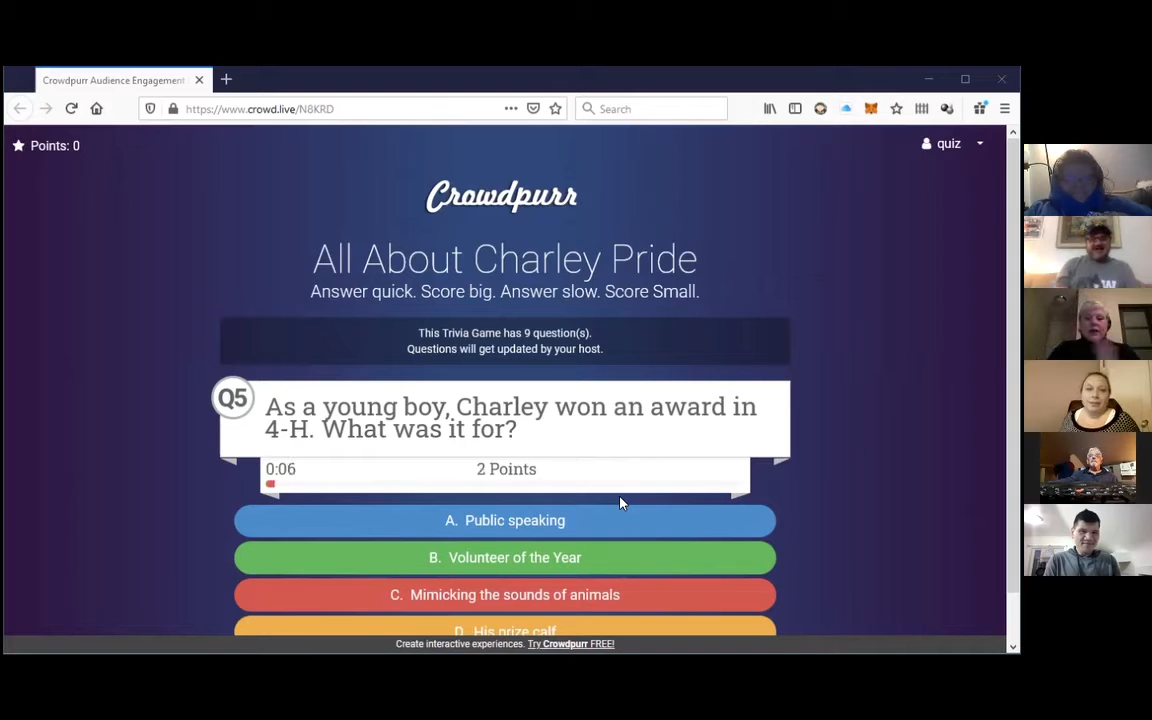 Crowdpurr Audience Engagement
https://www.crowd.live/N8KRD
Search
Points: 0
quiz
Crowdpurr
All About Charley Pride
Answer quick. Score big. Answer slow. Score Small.
This Trivia Game has 9 question(s).
Questions will get updated by your host.
Q5
As a young boy, Charley won an award in
4-H. What was it for?
0:06
2 Points
A. Public speaking
B. Volunteer of the Year
C. Mimicking the sounds of animals
D. His prize calf
Create interactive experiences. Try Crowdpurr FREE!